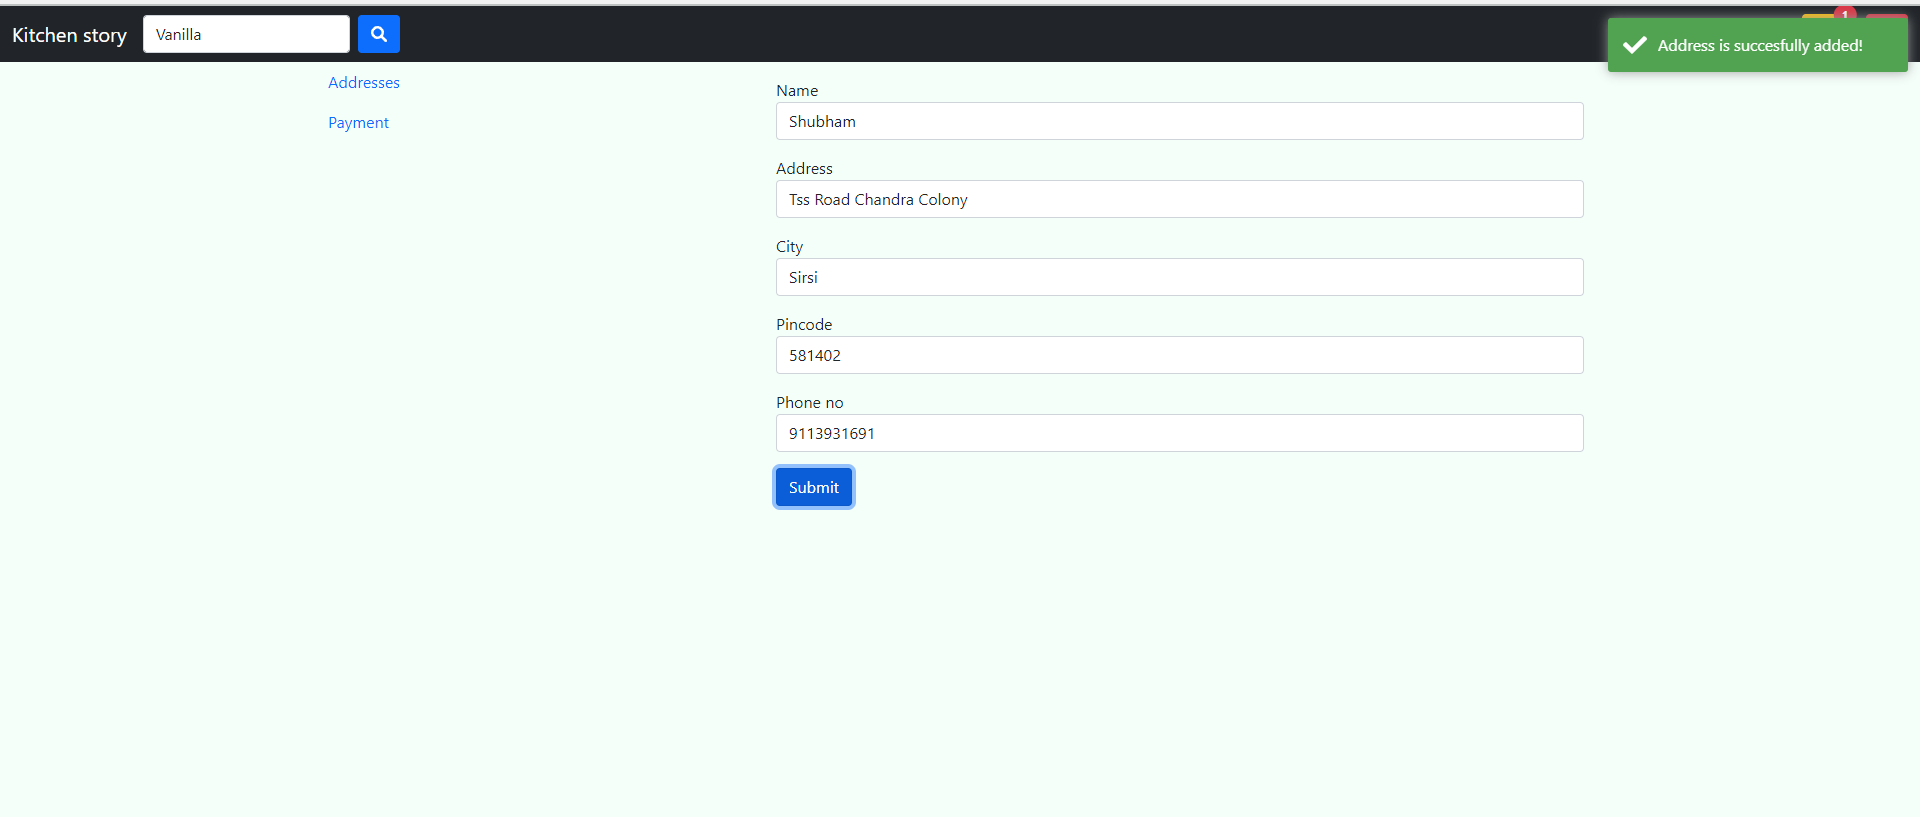 Kitchen story
Vanilla
1
Address is succesfully added!
Addresses
Payment
Name
Shubham
Address
Tss Road Chandra Colony
City
Sirsi
Pincode
581402
Phone no
9113931691
Submit